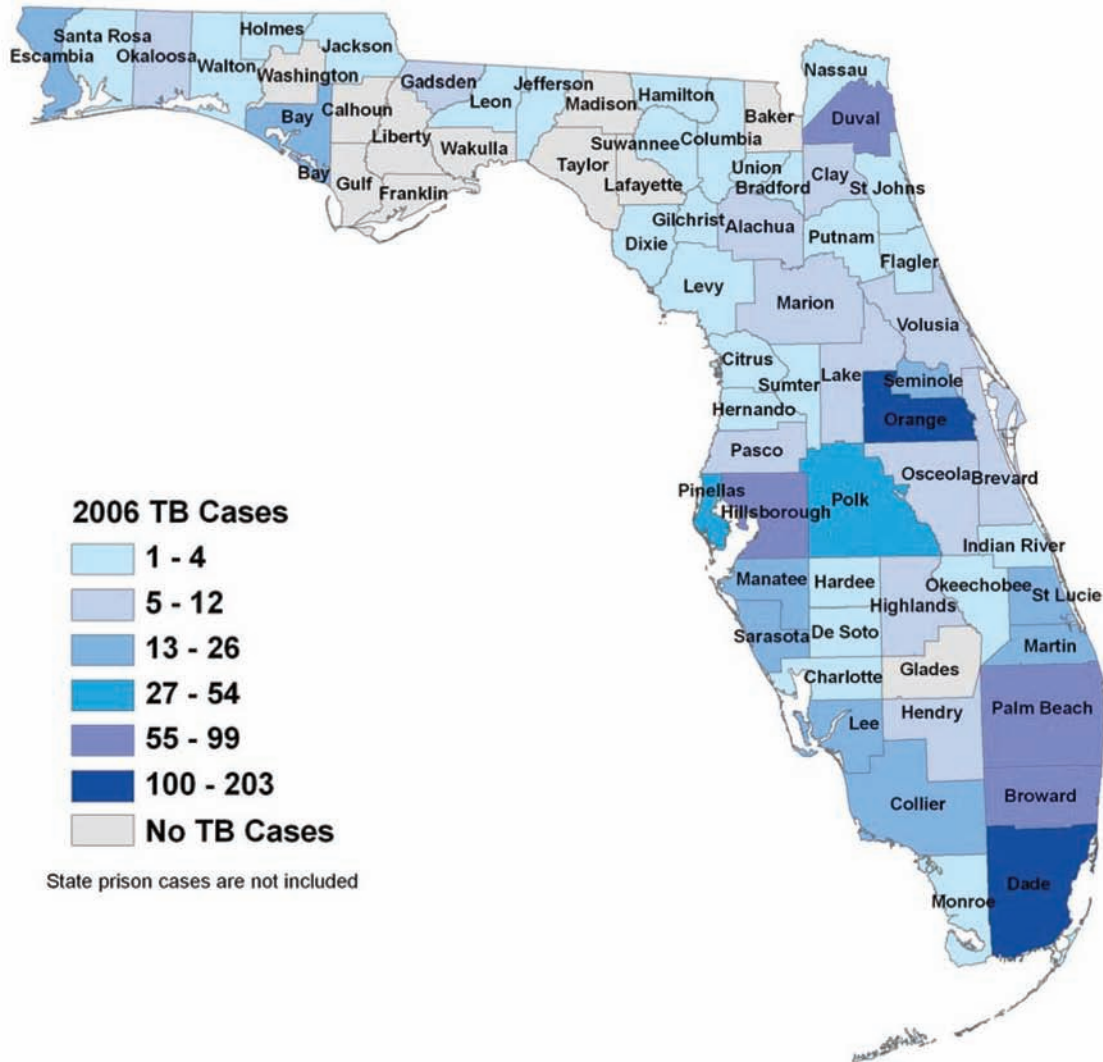 Holmes
Santa Rosa
Jackson
Escambia
Okaloosa
Walton
Washington
Gadsden
Jefferson
Leon
Madison
Hamilton
Nassau
Baker
Duval
Bay
Calhoun
Liberty
Wakulla
Suwannee
Columbia
Taylor
Lafayette
Union
Bradford
Clay
St Johns
Bay
Gulf
Franklin
Gilchrist
Alachua
Dixie
Putnam
Flagler
Levy
Marion
Volusia
Citrus
Sumter
Lake
Seminole
Hernando
Orange
Pasco
Osceola
Brevard
Pinellas
Hillsborough
Polk
Indian River
Manatee
Hardee
Okeechobee
Highlands
St Lucie
Sarasota
De Soto
Martin
Charlotte
Glades
Lee
Hendry
Palm Beach
Collier
Broward
Monroe
Dade
2006 TB Cases
1 - 4
5 - 12
13 - 26
27 - 54
55 - 99
100 - 203
No TB Cases
State prison cases are not included